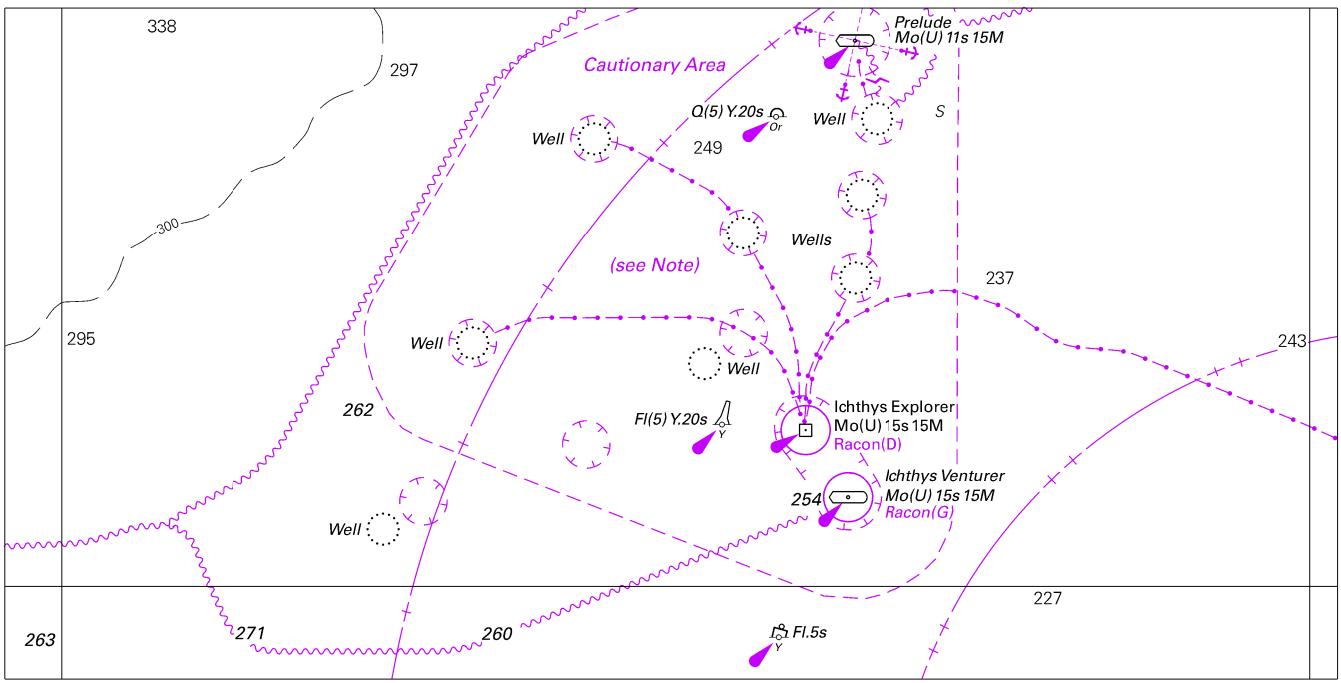 338
Prelude
Mo(U) 11s 15M
297
Cautionary Area
Q(5) Y.20s
Or
Well
S
Well
249
300
Wells
(see Note)
237
295
Well
243
Well
262
Fl(5) Y.20s
Y
Ichthys Explorer
Mo(U) 15s 15M
Racon(D)
Ichthys Venturer
254
Mo(U) 15s 15M
Racon(G)
Well
227
263
271
260
Fl.5s
Y